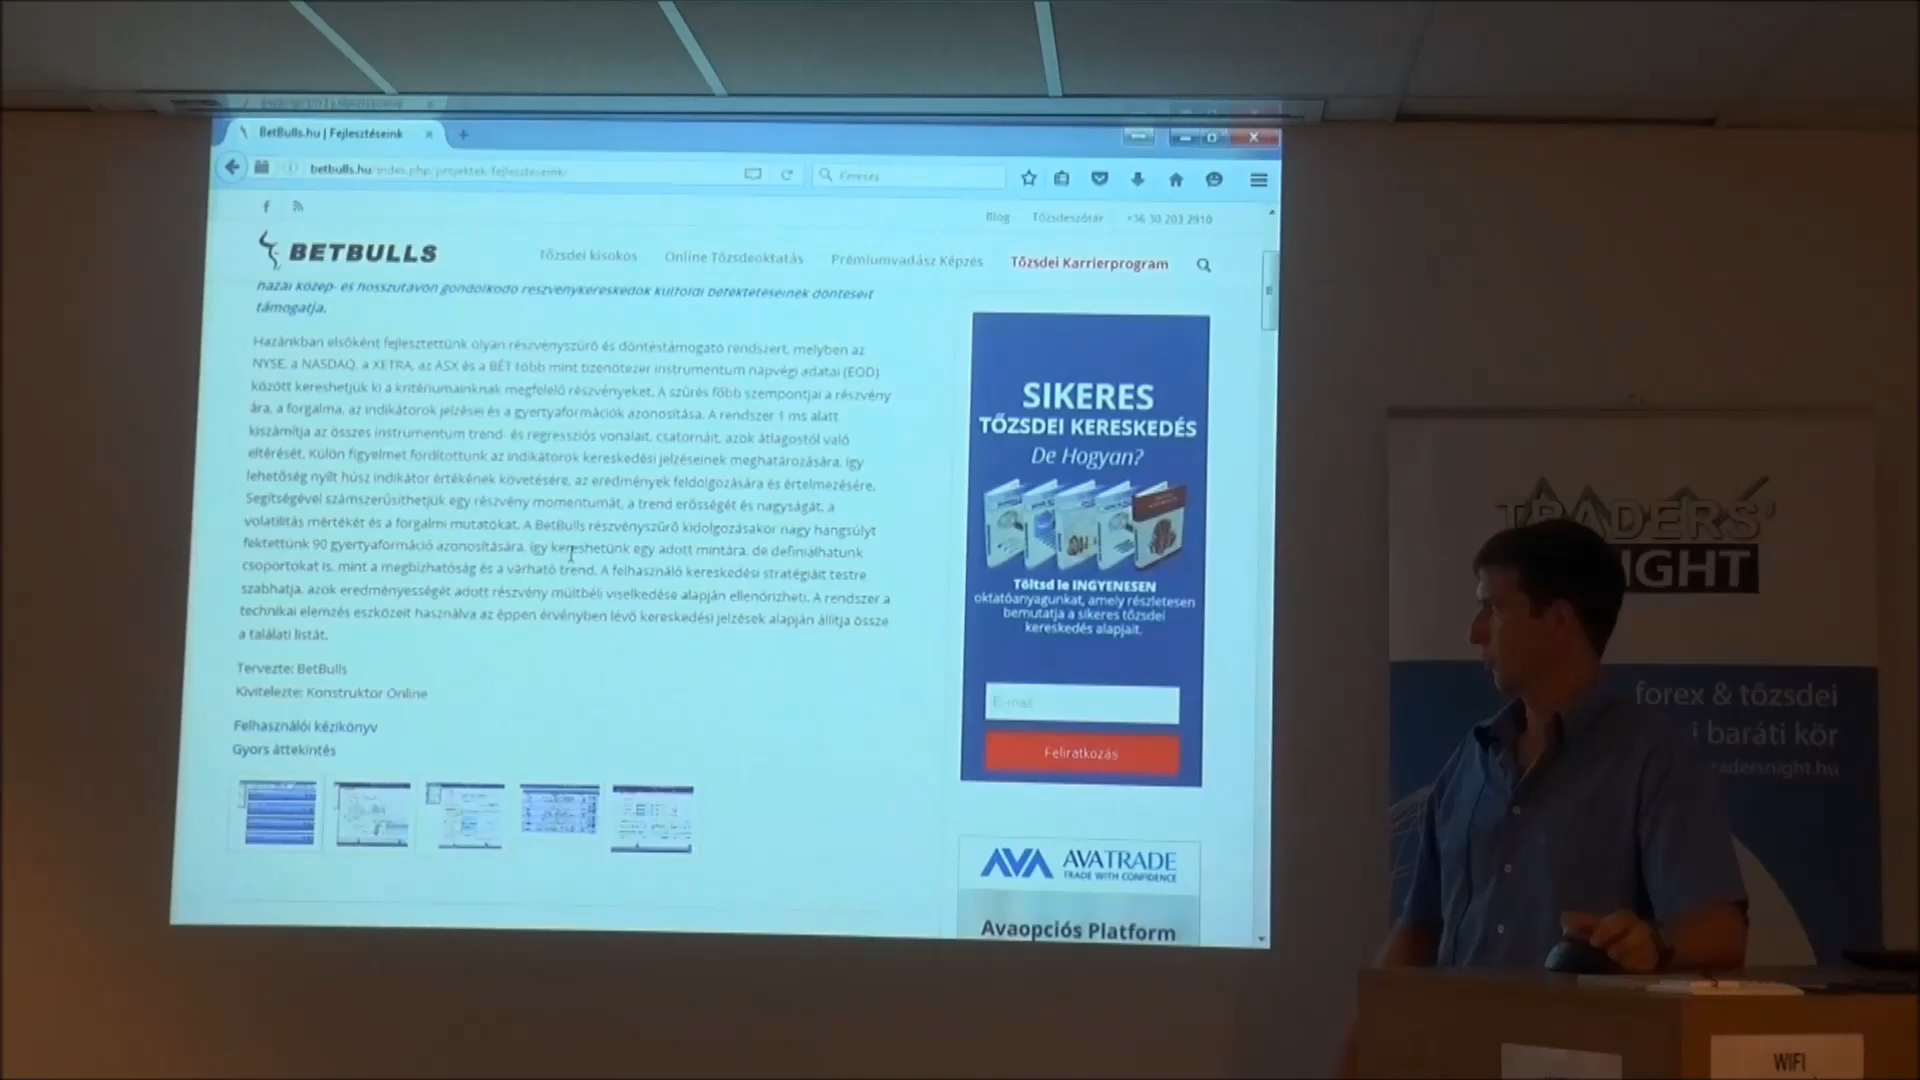 BetBulls.hu | Fejlesztéseink
betbulls.hu/index.php/projektek/fejleszteseink/
Keresés
Blog
Tőzsdeszótár
+36 30 203 2910
BETBULLS
Tőzsdei kisokos
Online Tőzsdeoktatás
Prémiumvadász Képzés
Tőzsdei Karrierprogram
hazai közép- és hosszútávon gondolkodó részvénykereskedők külföldi befektetéseinek döntéseit
támogatja.
Hazánkban elsőként fejlesztettünk olyan részvényszűrő és döntéstámogató rendszert, melyben az
NYSE, a NASDAQ, a XETRA, az ASX és a BÉT több mint tizenötezer instrumentum napvégi adatai (EOD)
között kereshetjük ki a kritériumainknak megfelelő részvényeket. A szűrés főbb szempontjai a részvény
ára, a forgalma, az indikátorok jelzései és a gyertyaformációk azonosítása. A rendszer 1 ms alatt
kiszámítja az összes instrumentum trend- és regressziós vonalait, csatornáit, azok átlagostól való
eltérését. Külön figyelmet fordítottunk az indikátorok kereskedési jelzéseinek meghatározására, így
lehetőség nyílt húsz indikátor értékének követésére, az eredmények feldolgozására és értelmezésére.
Segítségével számszerűsíthetjük egy részvény momentumát, a trend erősségét és nagyságát, a
volatilitás mértékét és a forgalmi mutatókat. A BetBulls részvényszűrő kidolgozásakor nagy hangsúlyt
fektettünk 90 gyertyaformáció azonosítására, így kereshetünk egy adott mintára, de definiálhatunk
csoportokat is, mint a megbízhatóság és a várható trend. A felhasználó kereskedési stratégiáit testre
szabhatja, azok eredményességét adott részvény múltbéli viselkedése alapján ellenőrizheti. A rendszer a
technikai elemzés eszközeit használva az éppen érvényben lévő kereskedési jelzések alapján állítja össze
a találati listát.
Tervezte: BetBulls
Kivitelezte: Konstruktor Online
Felhasználói kézikönyv
Gyors áttekintés
SIKERES
TŐZSDEI KERESKEDÉS
De Hogyan?
Töltsd le INGYENESEN
oktatóanyagunkat, amely részletesen
bemutatja a sikeres tőzsdei
kereskedés alapjait.
E-mail
Feliratkozás
AVA AVATRADE
TRADE WITH CONFIDENCE
Avaopciós Platform
TRADERS'
IGHT
forex & tőzsdei
baráti kör
radersnight.hu
WIFI